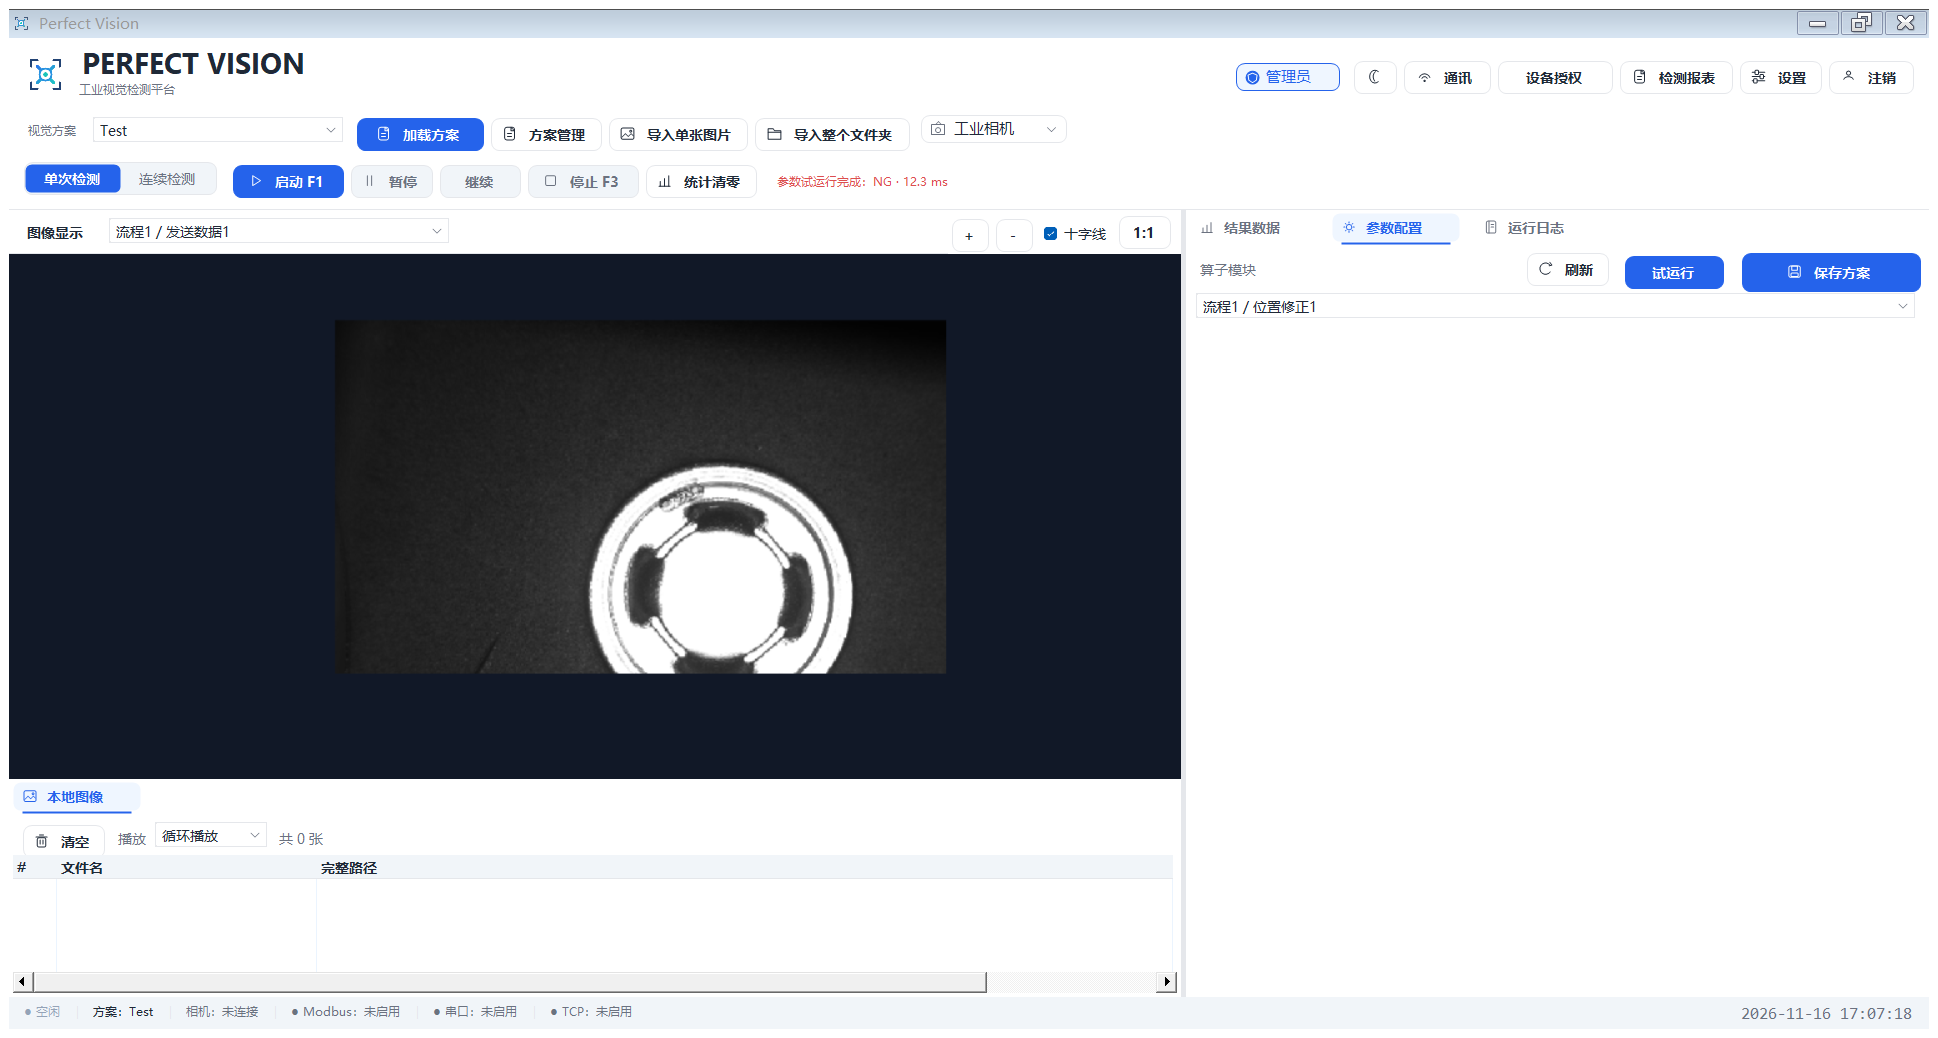 Perfect Vision
PERFECT VISION
工业视觉检测平台
管理员
通讯
设备授权
检测报表
设置
注销
视觉方案
Test
加载方案
方案管理
导入单张图片
导入整个文件夹
工业相机
单次检测
连续检测
启动 F1
暂停
继续
停止 F3
统计清零
参数试运行完成：NG · 12.3 ms
图像显示
流程1 / 发送数据1
+
-
十字线
1:1
结果数据
参数配置
运行日志
算子模块
刷新
试运行
保存方案
流程1 / 位置修正1
本地图像
清空
播放
循环播放
共 0 张
#
文件名
完整路径
空闲
方案：Test
相机：未连接
Modbus：未启用
串口：未启用
TCP：未启用
2026-11-16 17:07:18